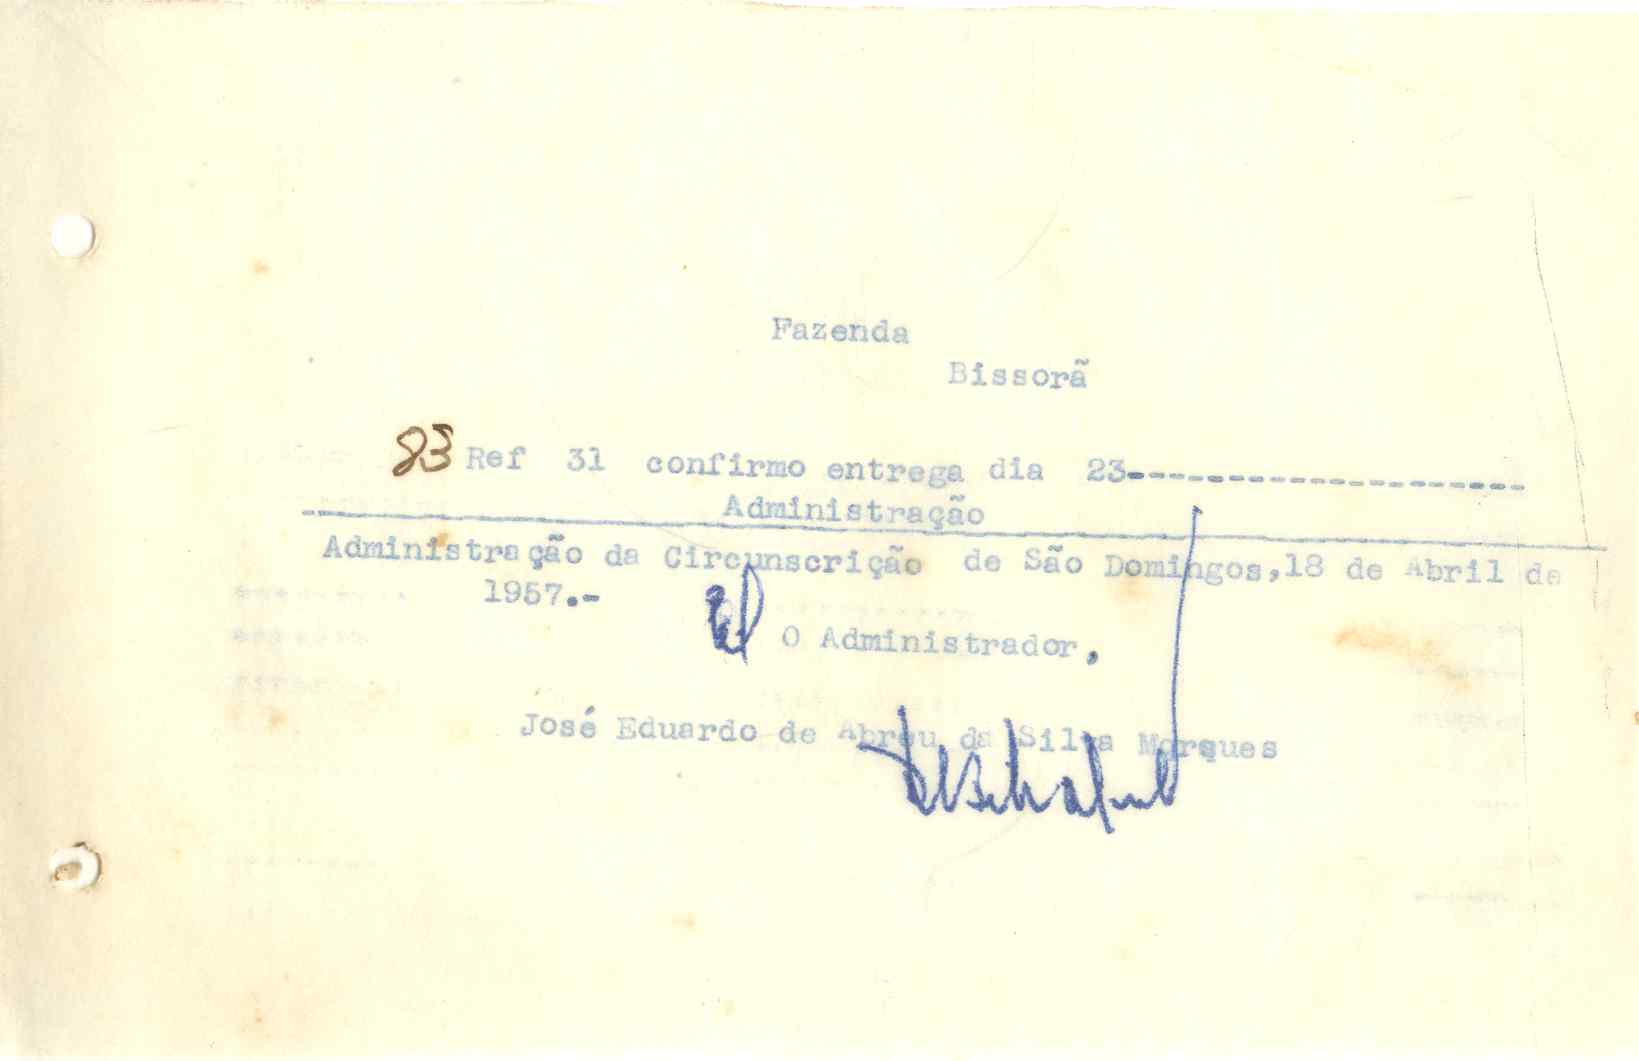 Fazenda
Bissorã
83 Ref 31 confirmo entrega dia 23--------------------
Administração
Administração da Circunscrição de São Domingos,18 de Abril de
1957.-
O Administrador,
José Eduardo de Abreu da Silva Marques